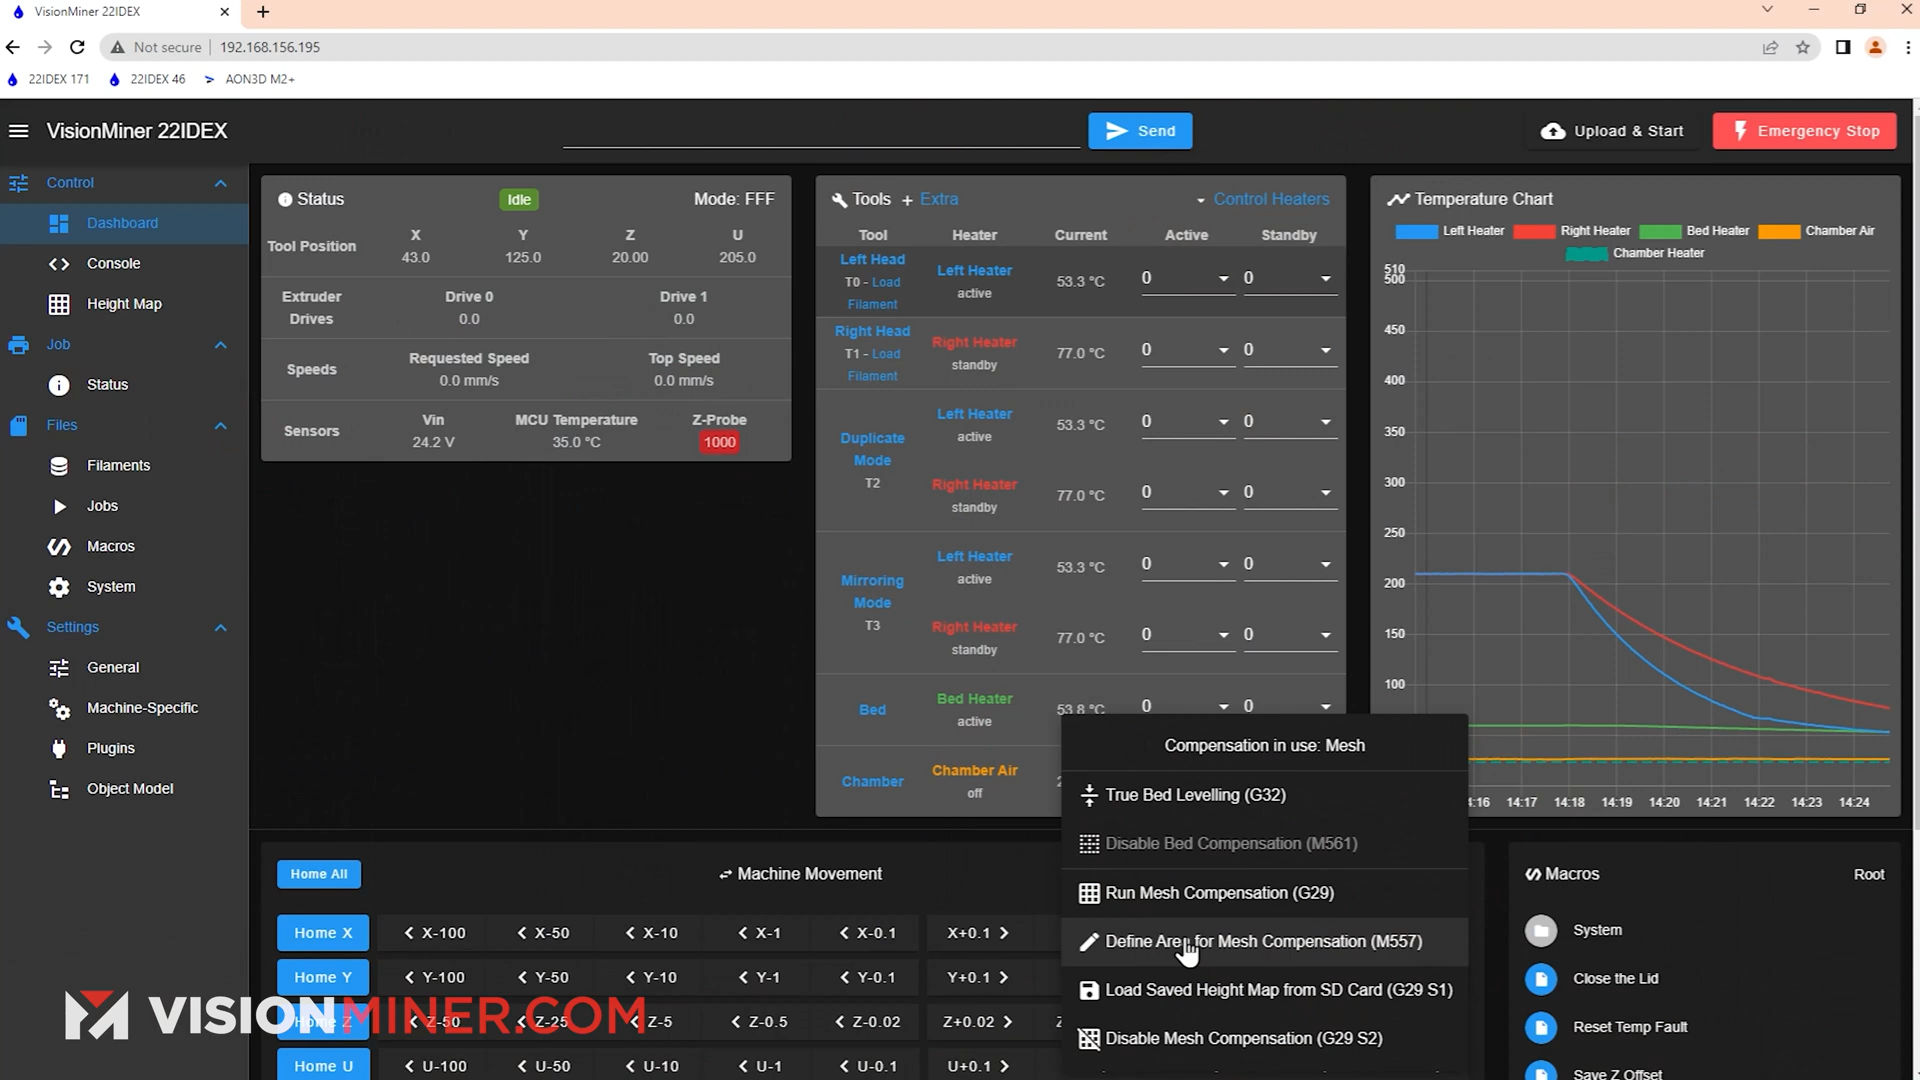 VisionMiner 22IDEX
Not secure
192.168.156.195
22IDEX 171
22IDEX 46
AON3D M2+
VisionMiner 22IDEX
Send
Upload & Start
Emergency Stop
Control
Dashboard
Console
Height Map
Job
Status
Files
Filaments
Jobs
Macros
System
Settings
General
Machine-Specific
Plugins
Object Model
Status
Idle
Mode: FFF
Tool Position
X Y Z U
43.0 125.0 20.00 205.0
Extruder Drives
Drive 0 Drive 1
0.0 0.0
Speeds
Requested Speed Top Speed
0.0 mm/s 0.0 mm/s
Sensors
Vin MCU Temperature Z-Probe
24.2 V 35.0 °C 1000
Tools + Extra
Control Heaters
Tool Heater Current Active Standby
Left Head
T0 - Load
Filament
Left Heater
active
53.3 °C 0 0
Right Head
T1 - Load
Filament
Right Heater
standby
77.0 °C 0 0
Duplicate
Mode
T2
Left Heater
active
53.3 °C 0 0
Right Heater
standby
77.0 °C 0 0
Mirroring
Mode
T3
Left Heater
active
53.3 °C 0 0
Right Heater
standby
77.0 °C 0 0
Bed
Bed Heater
active
53.8 °C 0 0
Chamber
Chamber Air
off
Temperature Chart
Left Heater Right Heater Bed Heater Chamber Air
Chamber Heater
510
500
450
400
350
300
250
200
150
100
:16 14:17 14:18 14:19 14:20 14:21 14:22 14:23 14:24
Compensation in use: Mesh
True Bed Levelling (G32)
Disable Bed Compensation (M561)
Run Mesh Compensation (G29)
Define Area for Mesh Compensation (M557)
Load Saved Height Map from SD Card (G29 S1)
Disable Mesh Compensation (G29 S2)
Home All
Machine Movement
Home X X-100 X-50 X-10 X-1 X-0.1 X+0.1
Home Y Y-100 Y-50 Y-10 Y-1 Y-0.1 Y+0.1
Z-50 Z-25 Z-5 Z-0.5 Z-0.02 Z+0.02
Home U U-100 U-50 U-10 U-1 U-0.1 U+0.1
Macros
Root
System
Close the Lid
Reset Temp Fault
Save Z Offset
VISIONMINER.COM